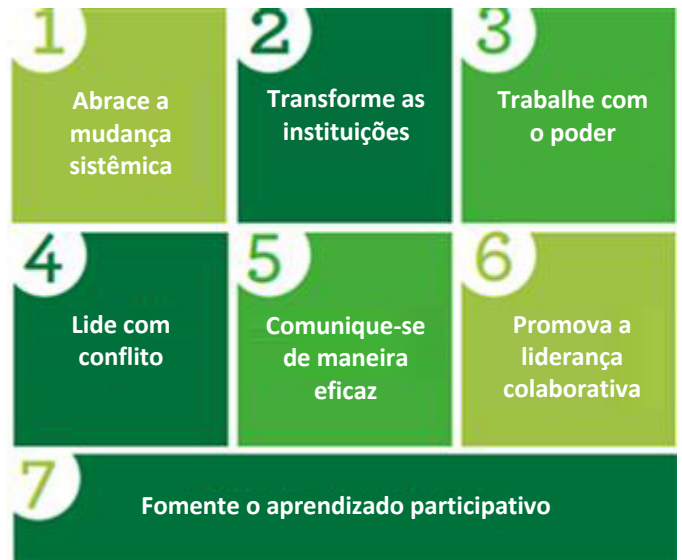 1
Abrace a
mudança
sistêmica
2
Transforme as
instituições
3
Trabalhe com
o poder
4
Lide com
conflito
5
Comunique-se
de maneira
eficaz
6
Promova a
liderança
colaborativa
7
Fomente o aprendizado participativo